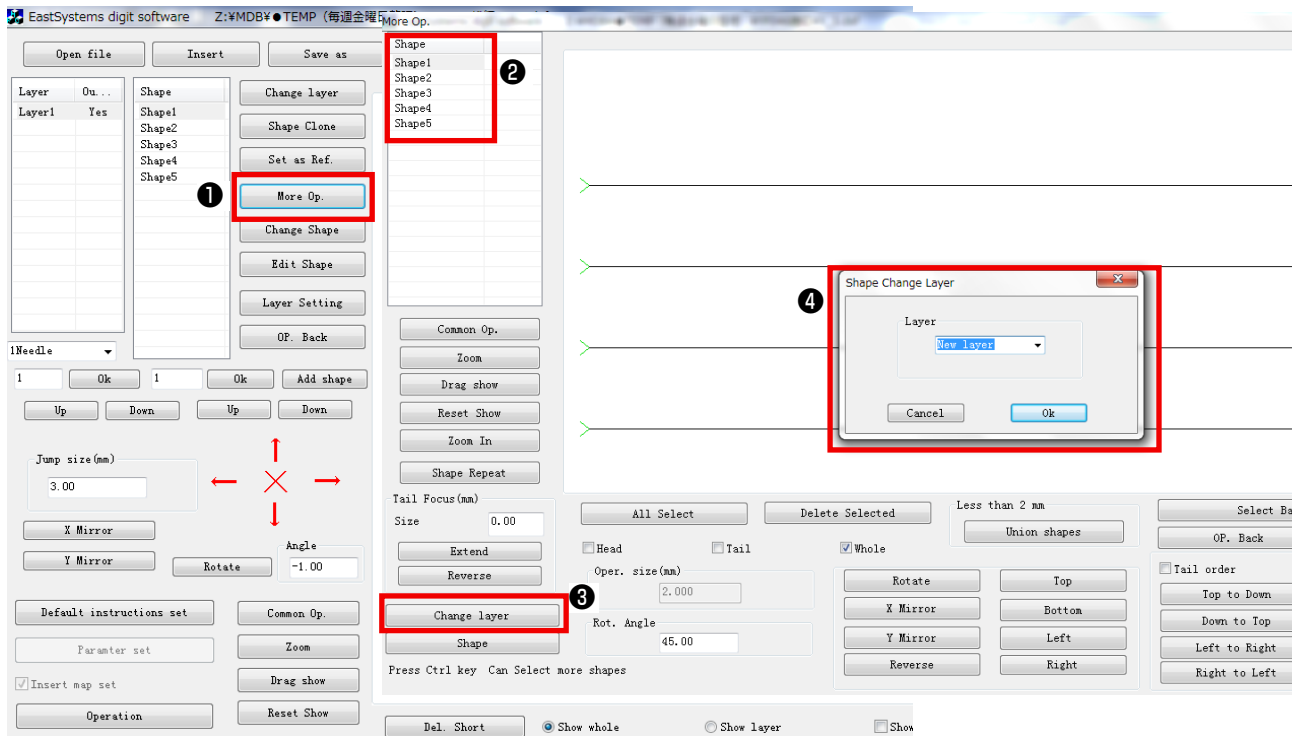 EastSystems digit software Z:¥MDB¥●TEMP（毎週金曜
More Op.
Open file
Insert
Save as
Layer
Ou...
Layer1
Yes
Shape
Shape1
Shape2
Shape3
Shape4
Shape5
Change layer
Shape Clone
Set as Ref.
❶
More Op.
Change Shape
Edit Shape
Layer Setting
OP. Back
1Needle
1
Ok
1
Ok
Add shape
Up
Down
Up
Down
Jump size(mm)
3.00
X Mirror
Y Mirror
Rotate
Angle
-1.00
Default instructions set
Paramter set
Insert map set
Operation
Common Op.
Zoom
Drag show
Reset Show
Shape
Shape1
Shape2
Shape3
Shape4
Shape5
❷
Common Op.
Zoom
Drag show
Reset Show
Zoom In
Shape Repeat
Tail Focus(mm)
Size
0.00
Extend
Reverse
❸
Change layer
Shape
Press Ctrl key Can Select more shapes
❹
Shape Change Layer
Layer
New layer
Cancel
Ok
All Select
Delete Selected
Less than 2 mm
Union shapes
Head
Tail
Whole
Oper. size(mm)
2.000
Rot. Angle
45.00
Rotate
X Mirror
Y Mirror
Reverse
Top
Bottom
Left
Right
Select Ba
OP. Back
Tail order
Top to Down
Down to Top
Left to Right
Right to Left
Del. Short
Show whole
Show layer
Show